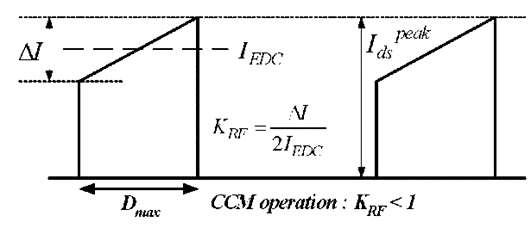 ΔI
I_EDC
I_ds^peak
K_RF = ΔI / 2I_EDC
D_max
CCM operation : K_RF < 1